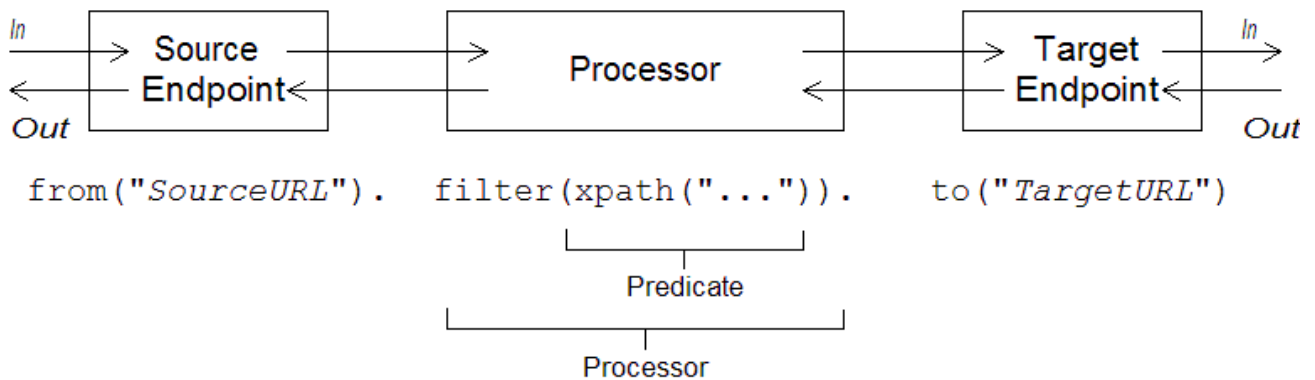 In Source Processor Target In
Out Endpoint Endpoint Out
from("SourceURL"). filter(xpath("...")). to("TargetURL")
Predicate
Processor